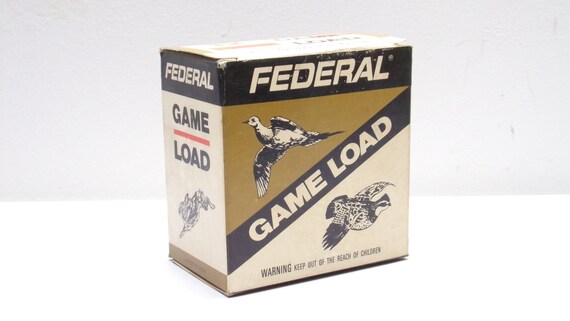 FEDERAL
GAME
LOAD
FEDERAL®
GAME LOAD
WARNING KEEP OUT OF THE REACH OF CHILDREN